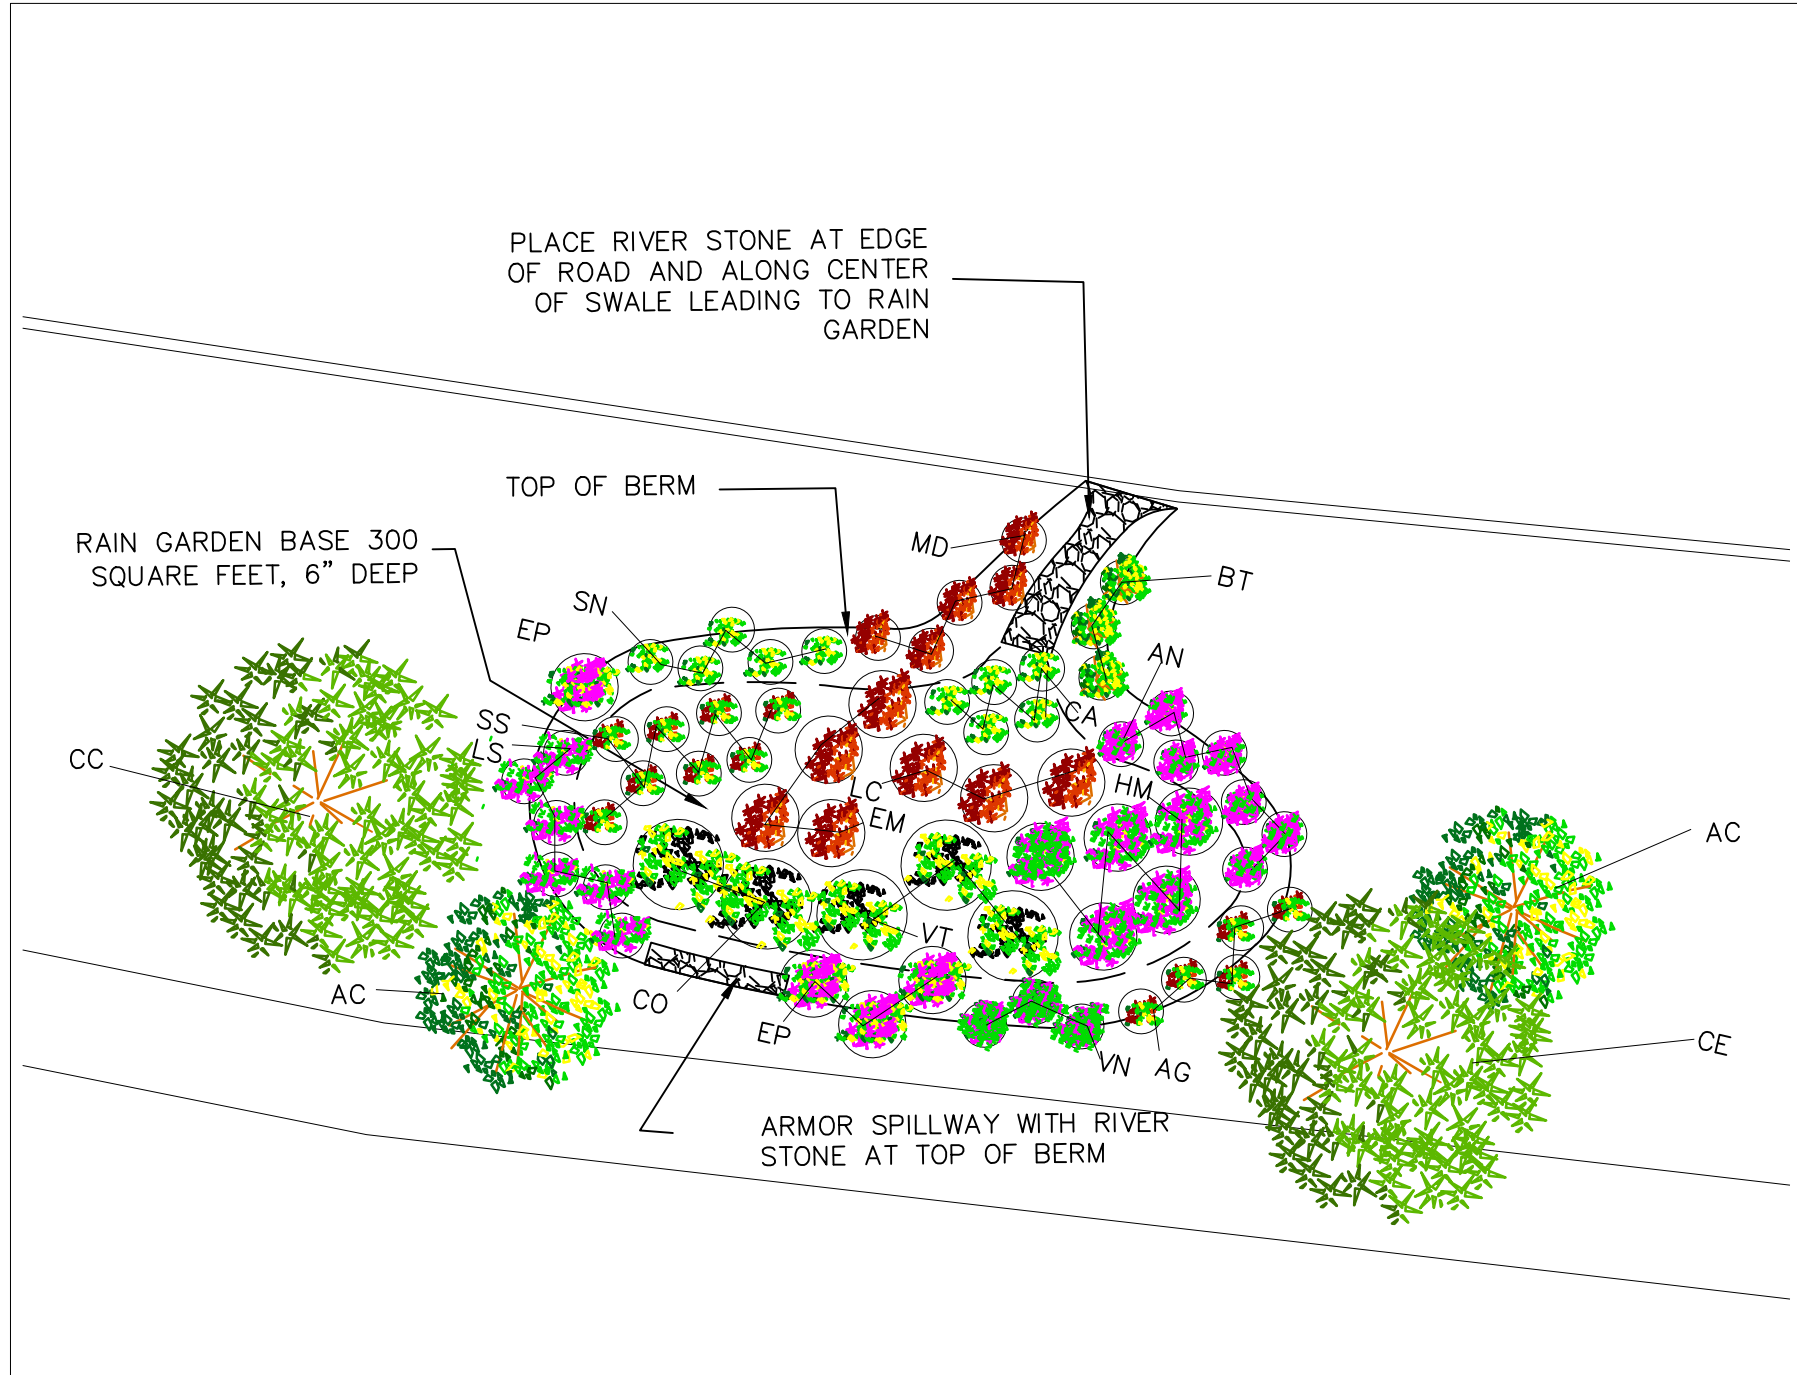 PLACE RIVER STONE AT EDGE
OF ROAD AND ALONG CENTER
OF SWALE LEADING TO RAIN
GARDEN
TOP OF BERM
RAIN GARDEN BASE 300
SQUARE FEET, 6” DEEP
MD
BT
SN
EP
AN
SS
CA
LS
CC
LC
HM
EM
AC
VT
AC
CO
EP
CE
VN
AG
ARMOR SPILLWAY WITH RIVER
STONE AT TOP OF BERM